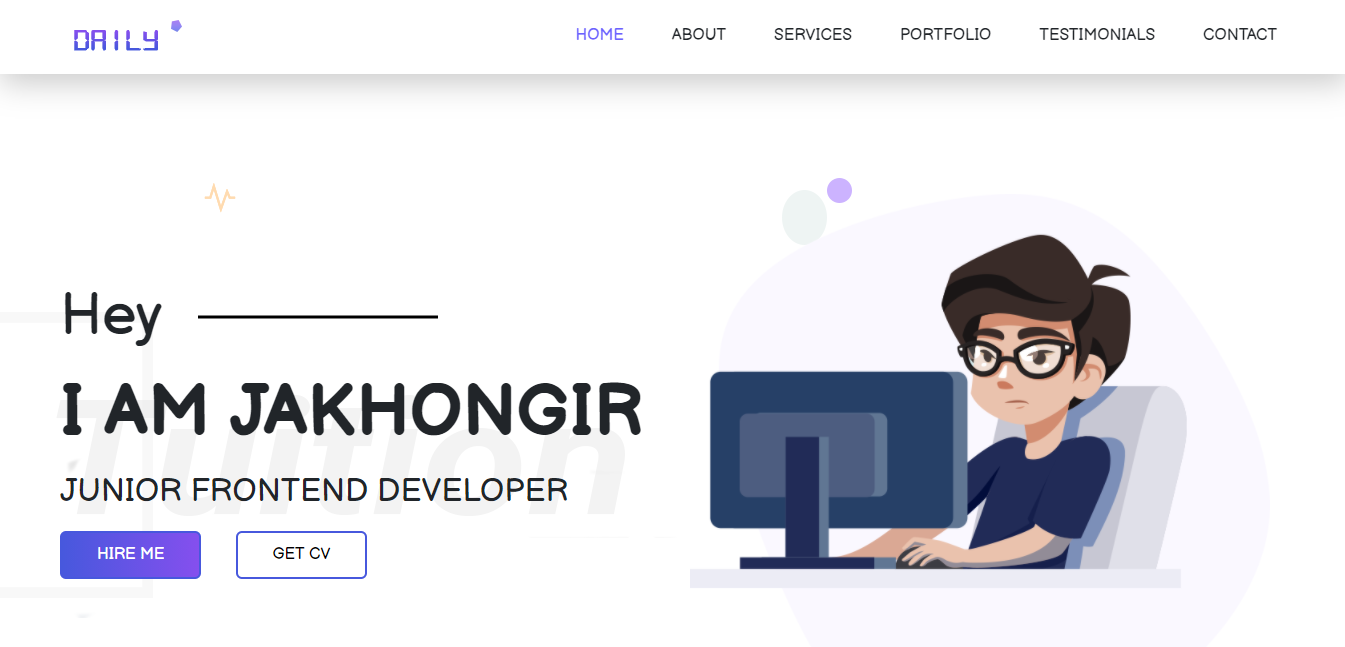 DAILY
HOME ABOUT SERVICES PORTFOLIO TESTIMONIALS CONTACT
Hey
I AM JAKHONGIR
Tuition
JUNIOR FRONTEND DEVELOPER
HIRE ME GET CV